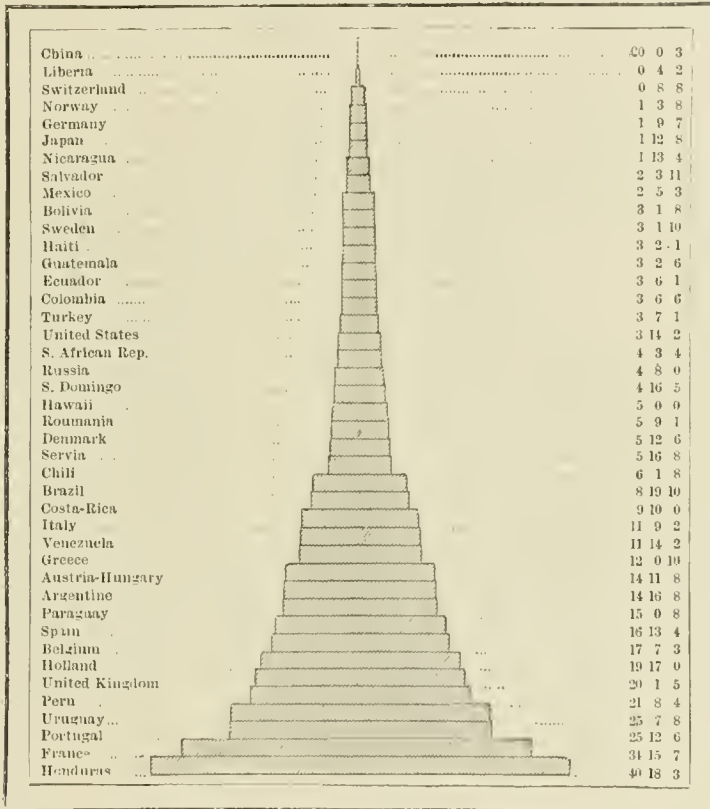 China £0 0 3
Liberia 0 4 2
Switzerland 0 8 8
Norway 1 3 8
Germany 1 9 7
Japan 1 12 8
Nicaragua 1 13 4
Salvador 2 3 11
Mexico 2 5 3
Bolivia 3 1 8
Sweden 3 1 10
Haiti 3 2 1
Guatemala 3 2 6
Ecuador 3 6 1
Colombia 3 6 6
Turkey 3 7 1
United States 3 14 2
S. African Rep. 4 3 4
Russia 4 8 0
S. Domingo 4 16 5
Hawaii 5 0 0
Roumania 5 9 1
Denmark 5 12 6
Servia 5 16 8
Chili 6 1 8
Brazil 8 19 10
Costa-Rica 9 10 0
Italy 11 9 2
Venezuela 11 14 2
Greece 12 0 10
Austria-Hungary 14 11 8
Argentine 14 16 8
Paraguay 15 0 8
Spain 16 13 4
Belgium 17 7 3
Holland 19 17 0
United Kingdom 20 1 5
Peru 21 8 4
Uruguay 25 7 8
Portugal 25 12 6
France 34 15 7
Honduras 40 18 3